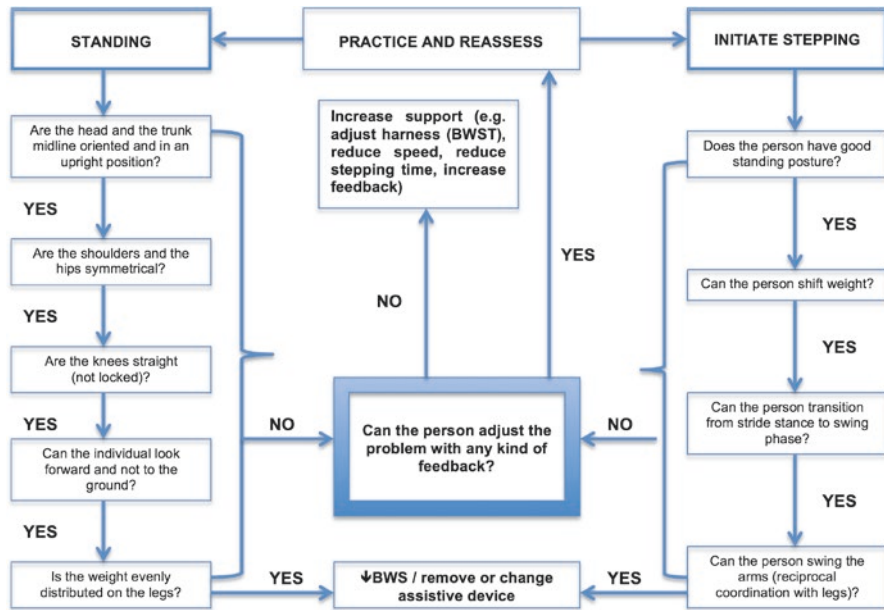 STANDING
PRACTICE AND REASSESS
INITIATE STEPPING
Are the head and the trunk
midline oriented and in an
upright position?
YES
Are the shoulders and the
hips symmetrical?
YES
Are the knees straight
(not locked)?
YES
Can the individual look
forward and not to the
ground?
YES
Is the weight evenly
distributed on the legs?
NO
YES
Increase support (e.g.
adjust harness (BWST),
reduce speed, reduce
stepping time, increase
feedback)
NO
YES
Can the person adjust the
problem with any kind of
feedback?
↓BWS / remove or change
assistive device
Does the person have good
standing posture?
YES
Can the person shift weight?
YES
Can the person transition
from stride stance to swing
phase?
NO
YES
Can the person swing the
arms (reciprocal
coordination with legs)?
YES